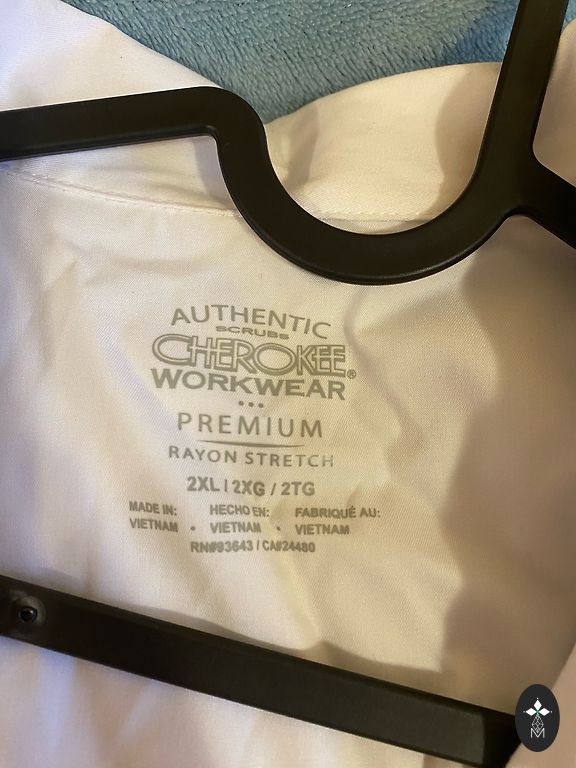 AUTHENTIC
SCRUBS
CHEROKEE®
WORKWEAR
•••
PREMIUM
RAYON STRETCH
2XL | 2XG / 2TG
MADE IN: HECHO EN: FABRIQUÉ AU:
VIETNAM • VIETNAM • VIETNAM
RN#93643 / CA#24480
M